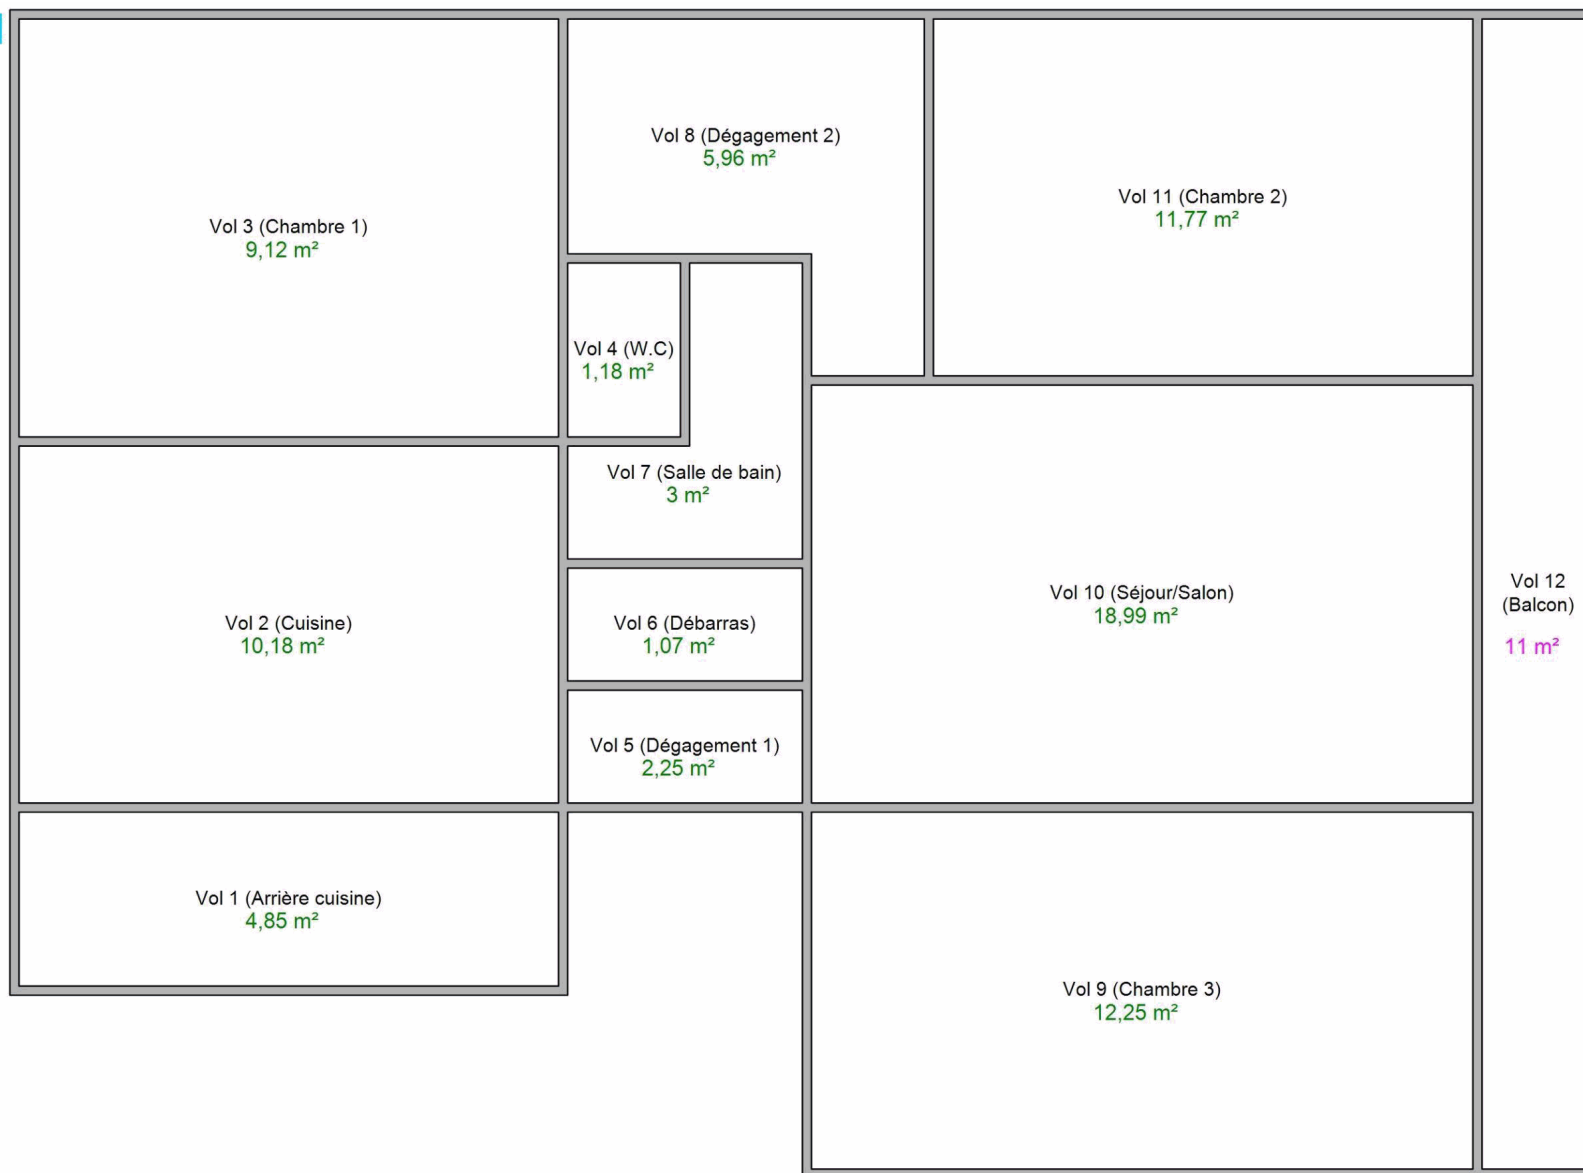 Vol 8 (Dégagement 2)
5,96 m²
Vol 11 (Chambre 2)
11,77 m²
Vol 3 (Chambre 1)
9,12 m²
Vol 4 (W.C)
1,18 m²
Vol 7 (Salle de bain)
3 m²
Vol 2 (Cuisine)
10,18 m²
Vol 6 (Débarras)
1,07 m²
Vol 10 (Séjour/Salon)
18,99 m²
Vol 12
(Balcon)
11 m²
Vol 5 (Dégagement 1)
2,25 m²
Vol 1 (Arrière cuisine)
4,85 m²
Vol 9 (Chambre 3)
12,25 m²